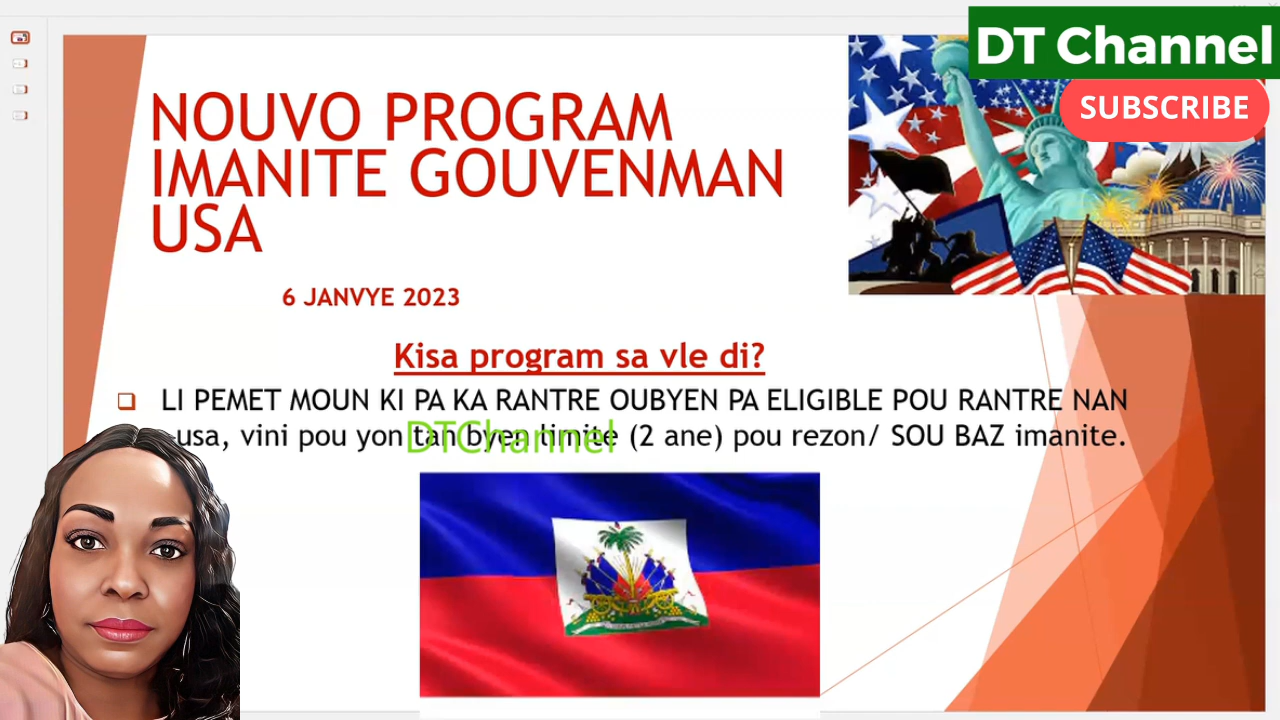 DT Channel
SUBSCRIBE
NOUVO PROGRAM
IMANITE GOUVENMAN
USA
6 JANVYE 2023
Kisa program sa vle di?
LI PEMET MOUN KI PA KA RANTRE OUBYEN PA ELIGIBLE POU RANTRE NAN
usa, vini pou yon tan byen limite (2 ane) pou rezon/ SOU BAZ imanite.
DTChannel